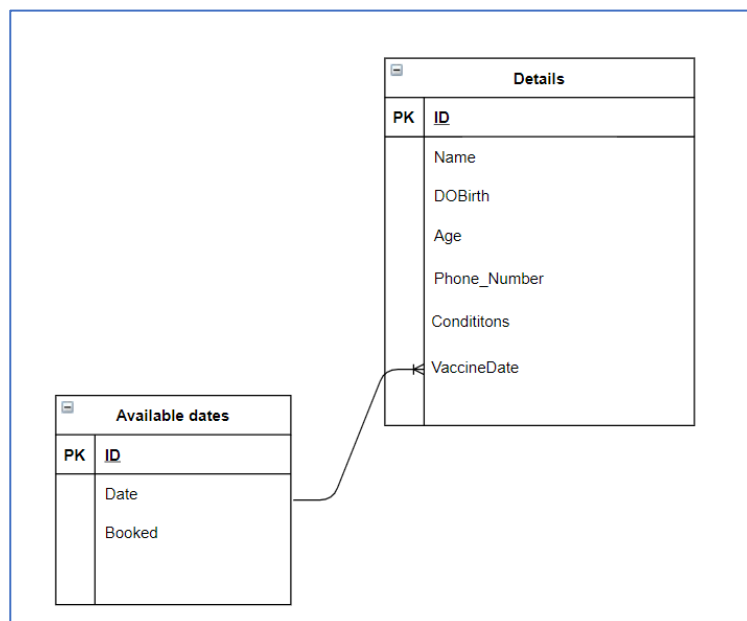 Details
PK ID
Name
DOBirth
Age
Phone_Number
Condititons
VaccineDate
Available dates
PK ID
Date
Booked